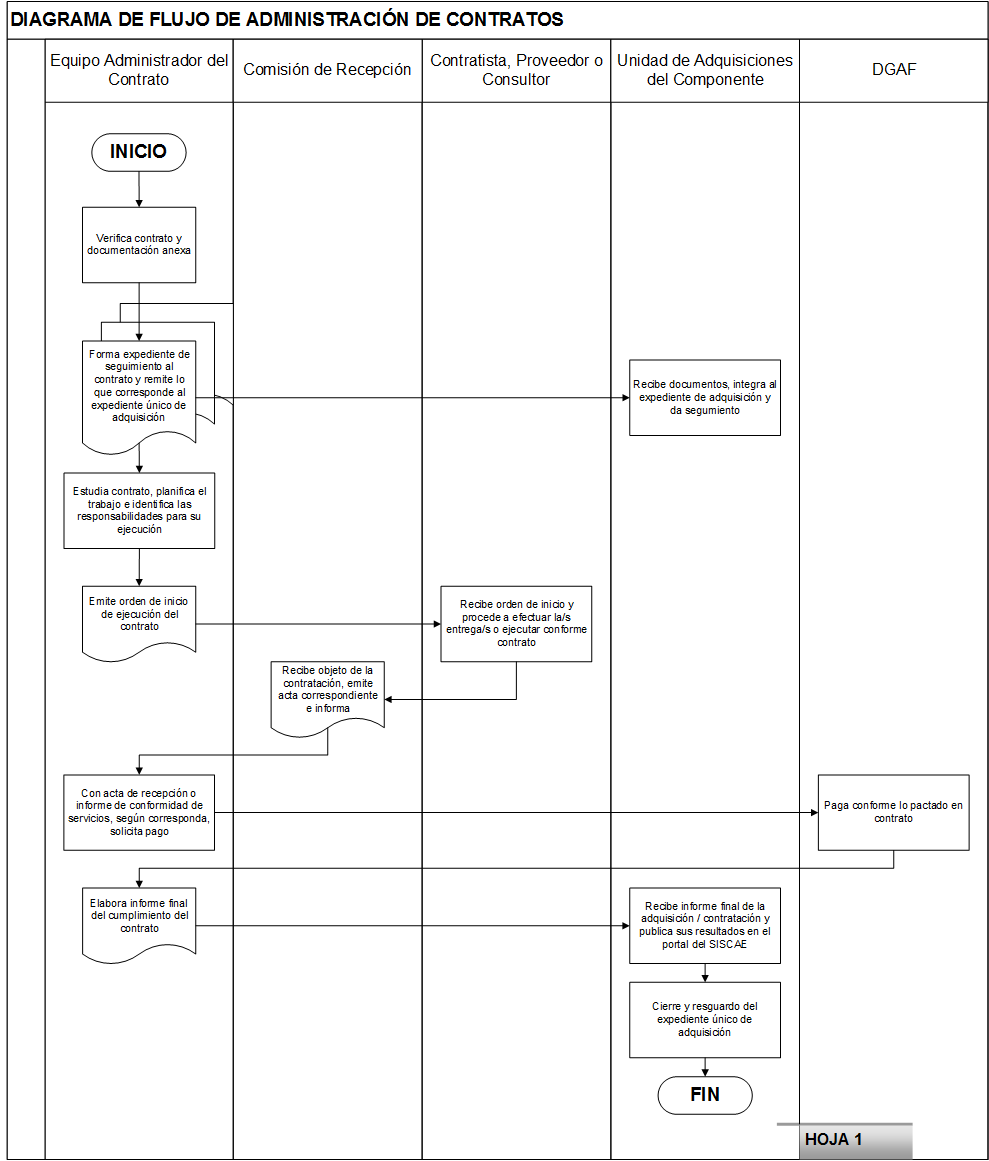 DIAGRAMA DE FLUJO DE ADMINISTRACIÓN DE CONTRATOS
Equipo Administrador del
Contrato
Comisión de Recepción
Contratista, Proveedor o
Consultor
Unidad de Adquisiciones
del Componente
DGAF
INICIO
Verifica contrato y
documentación anexa
Forma expediente de
seguimiento al
contrato y remite lo
que corresponde al
expediente único de
adquisición
Recibe documentos, integra al
expediente de adquisición y
da segumiento
Estudia contrato, planifica el
trabajo e identifica las
responsabilidades para su
ejecución
Emite orden de inicio
de ejecución del
contrato
Recibe orden de inicio y
procede a efectuar la/s
entrega/s o ejecutar conforme
contrato
Recibe objeto de la
contratación, emite
acta correspondiente
e informa
Con acta de recepción o
informe de conformidad de
servicios, según corresponda,
solicita pago
Paga conforme lo pactado en
contrato
Elabora informe final
del cumplimiento del
contrato
Recibe informe final de la
adquisición / contratación y
publica sus resultados en el
portal del SISCAE
Cierre y resguardo del
expediente único de
adquisición
FIN
HOJA 1